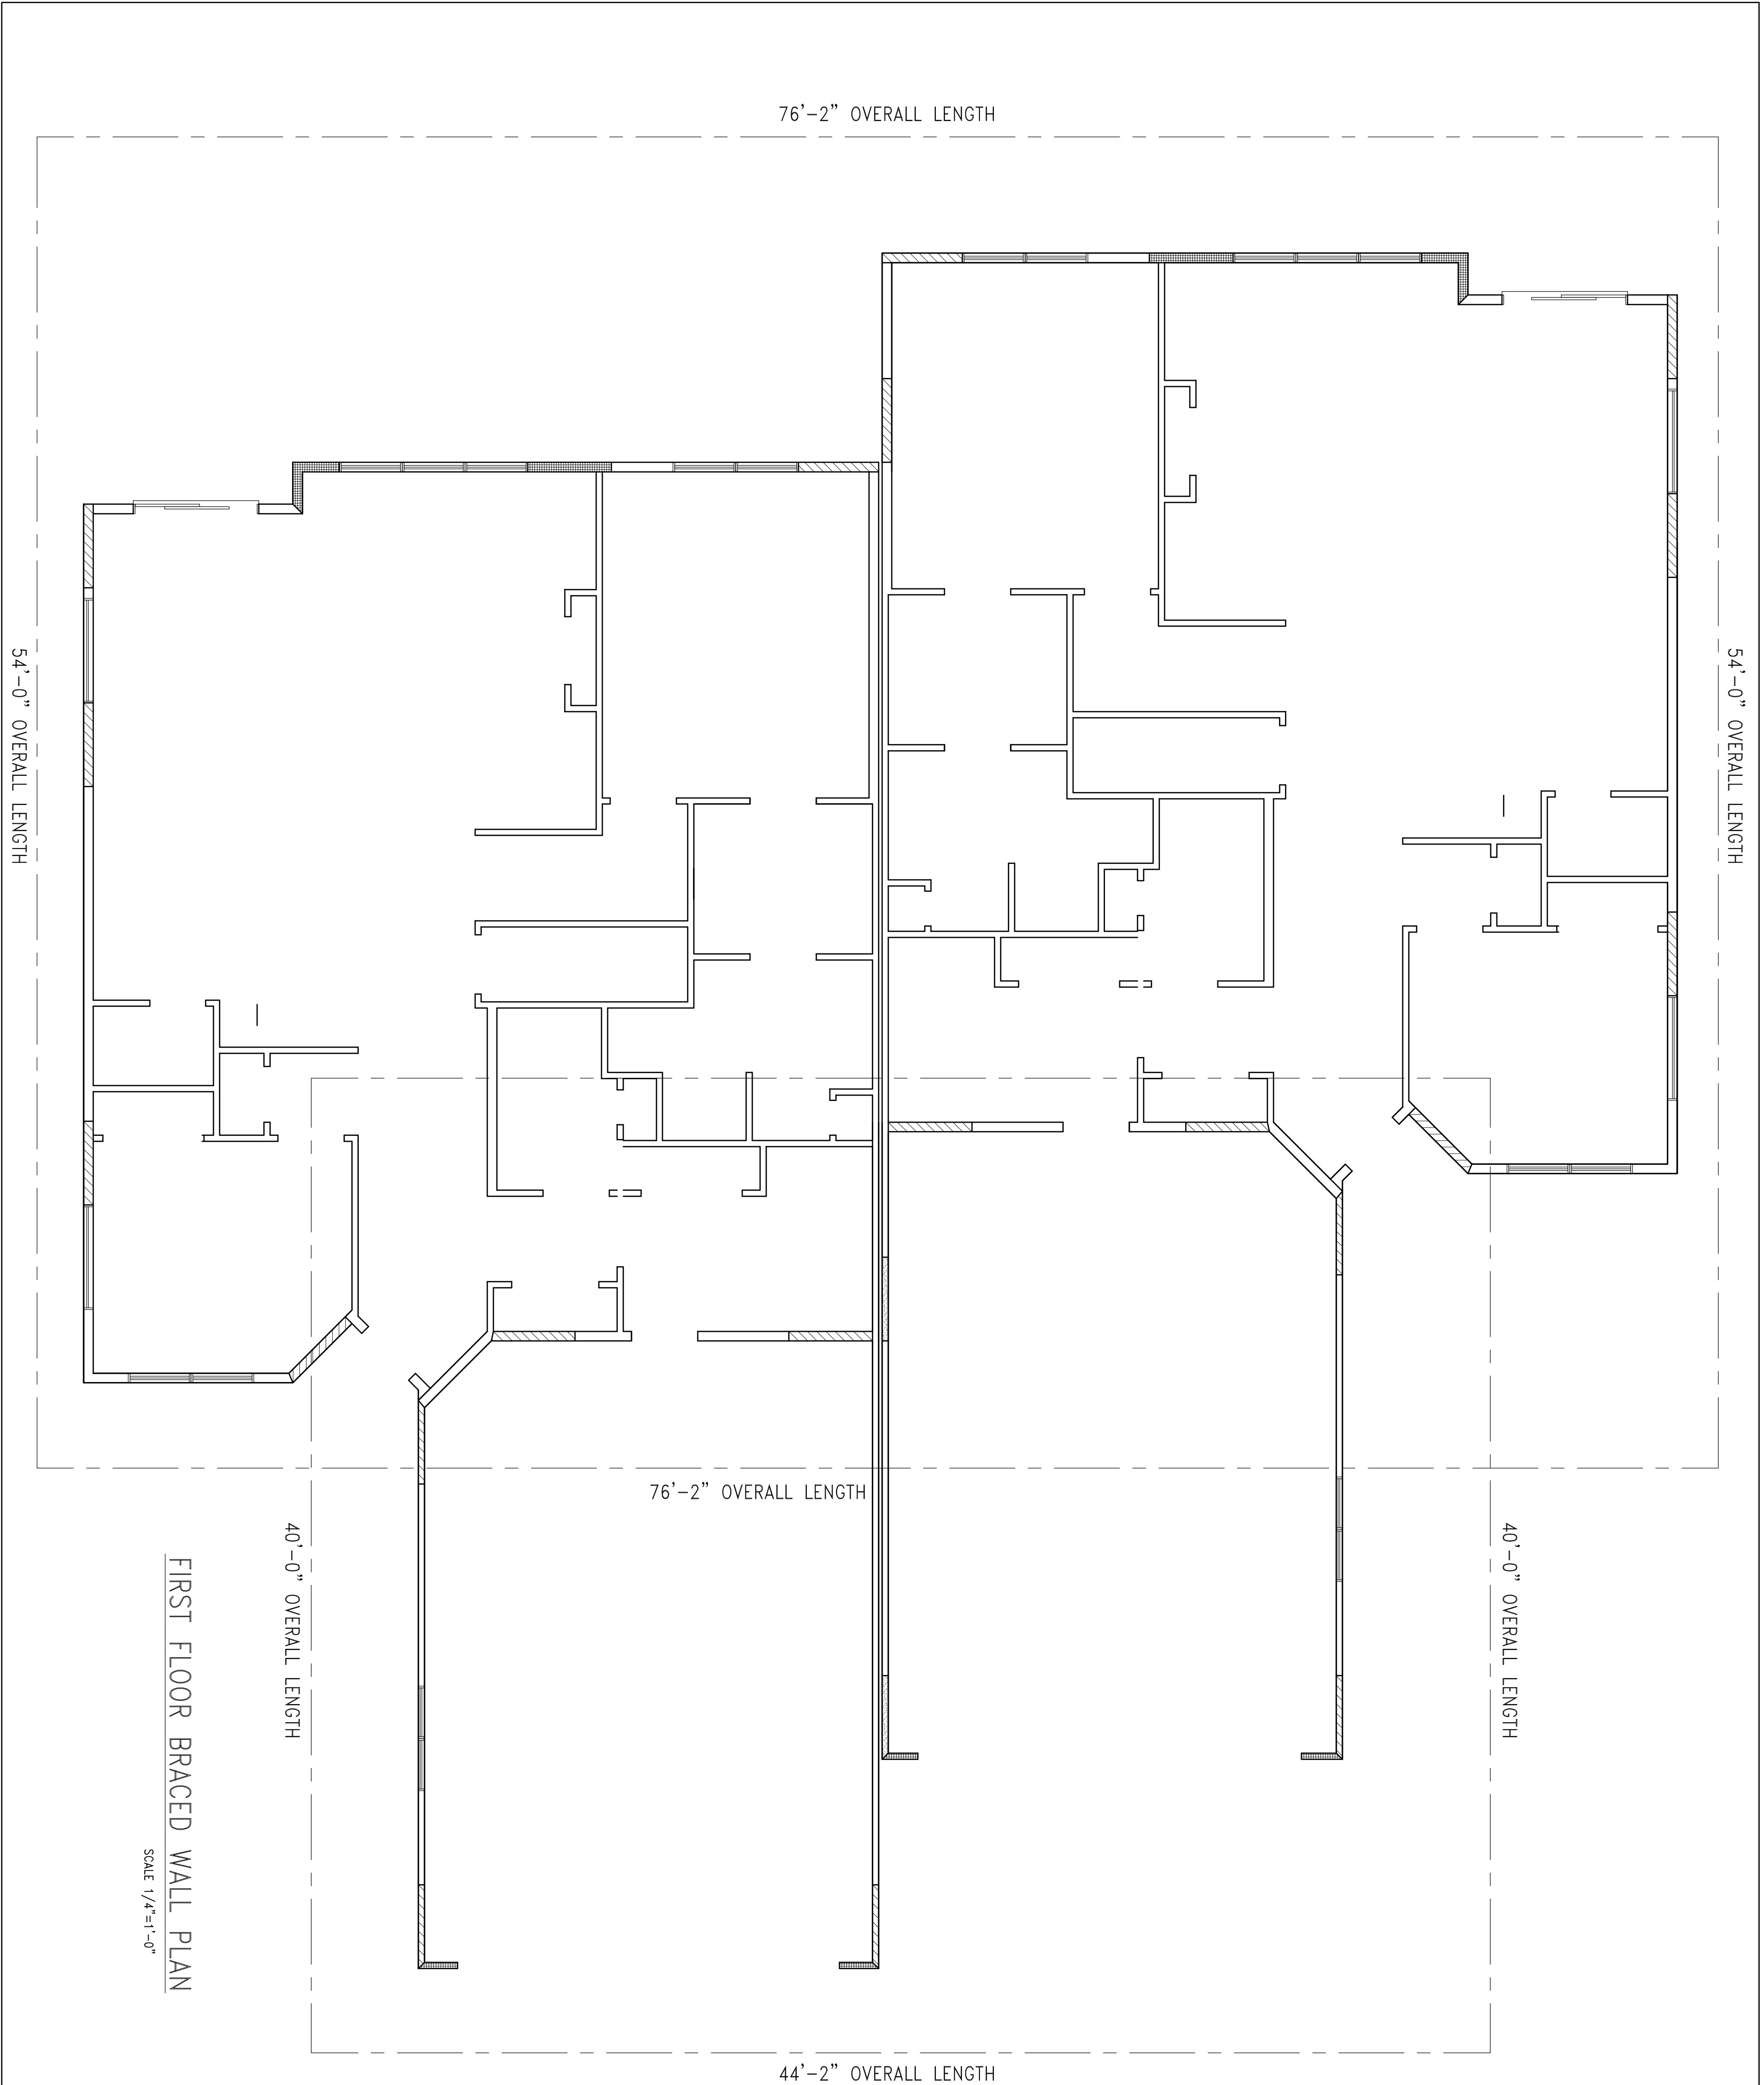 76'-2" OVERALL LENGTH
54'-0" OVERALL LENGTH
54'-0" OVERALL LENGTH
76'-2" OVERALL LENGTH
40'-0" OVERALL LENGTH
40'-0" OVERALL LENGTH
FIRST FLOOR BRACED WALL PLAN
SCALE 1/4"=1'-0"
44'-2" OVERALL LENGTH